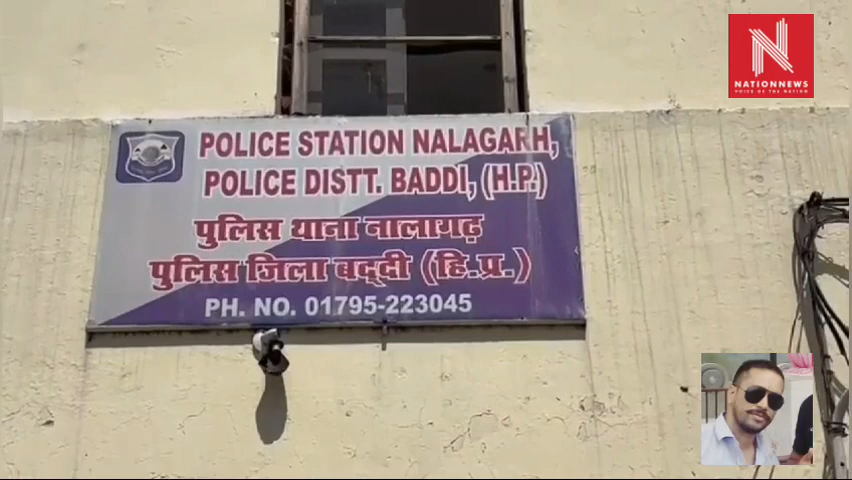 NATIONNEWS
VOICE OF THE NATION
POLICE STATION NALAGARH,
POLICE DISTT. BADDI, (H.P.)
पुलिस थाना नालागढ़
पुलिस जिला बद्दी (हि.प्र.)
PH. NO. 01795-223045